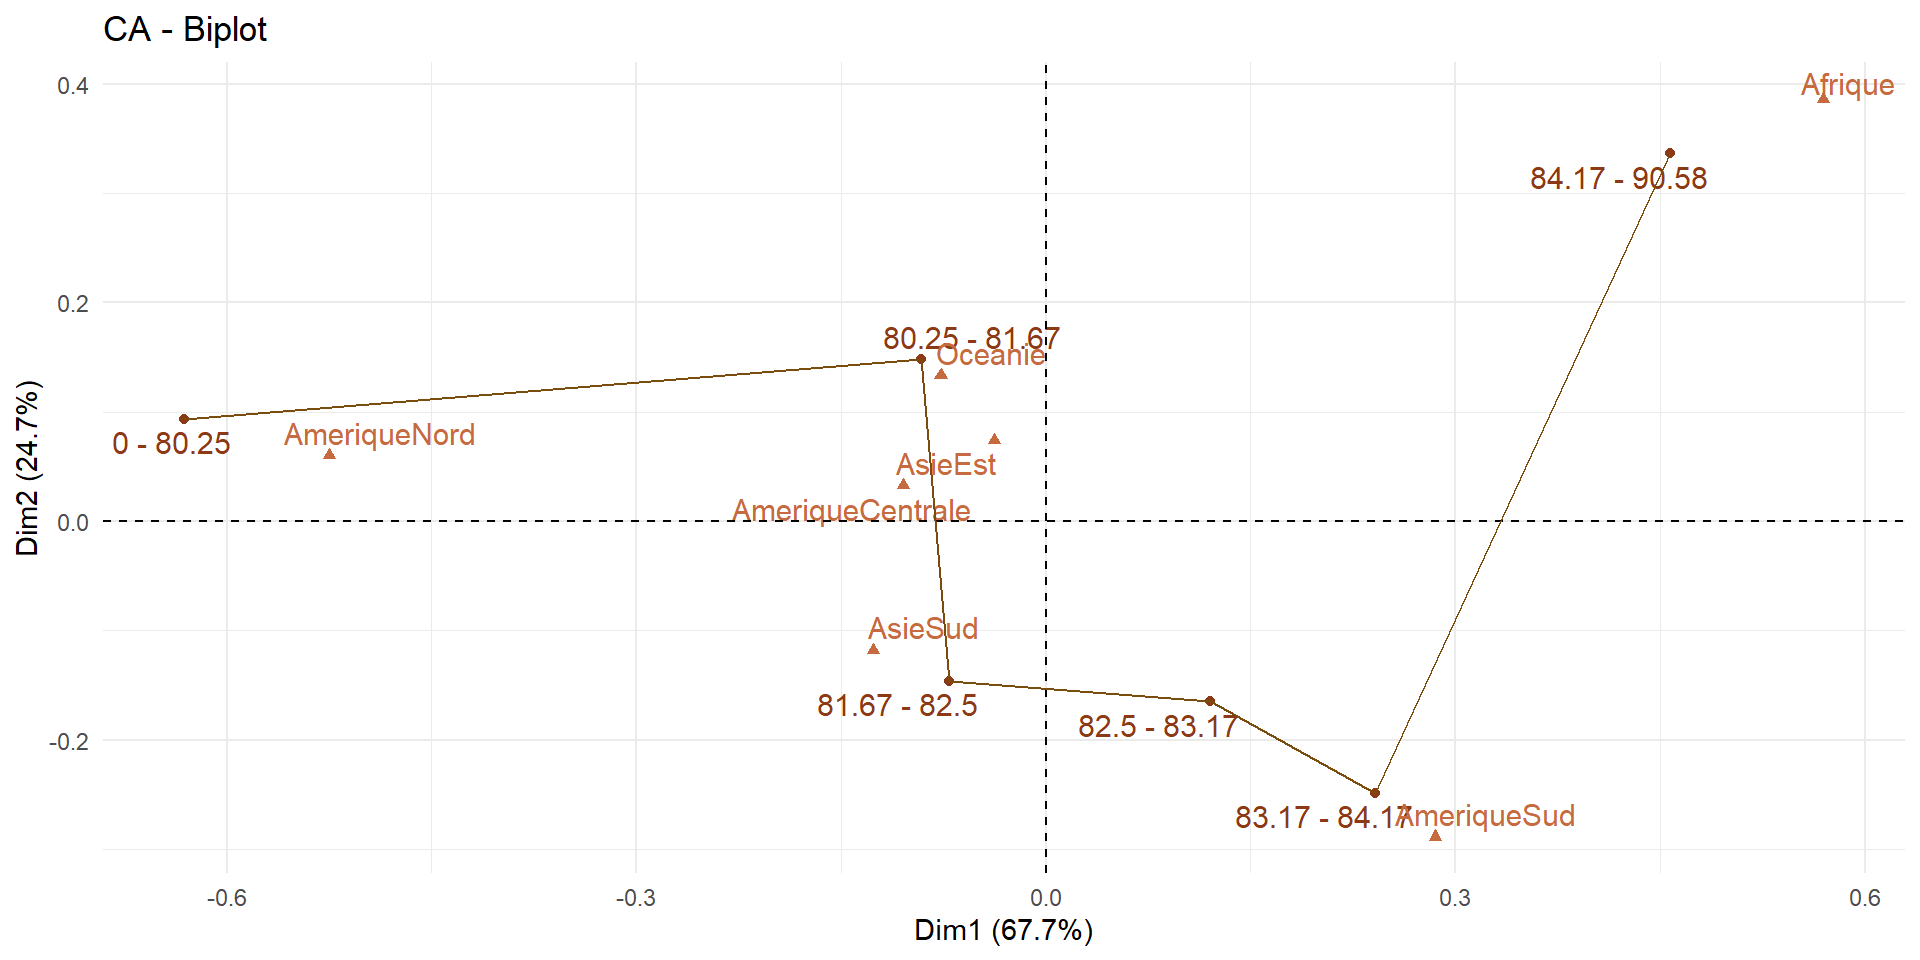 CA - Biplot
0.4
Afrique
84.17 - 90.58
0.2
80.25 - 81.67
Oceanie
0 - 80.25
AmeriqueNord
AsieEst
AmeriqueCentrale
0.0
AsieSud
81.67 - 82.5
82.5 - 83.17
-0.2
83.17 - 84.17
AmeriqueSud
Dim2 (24.7%)
-0.6
-0.3
0.0
0.3
0.6
Dim1 (67.7%)